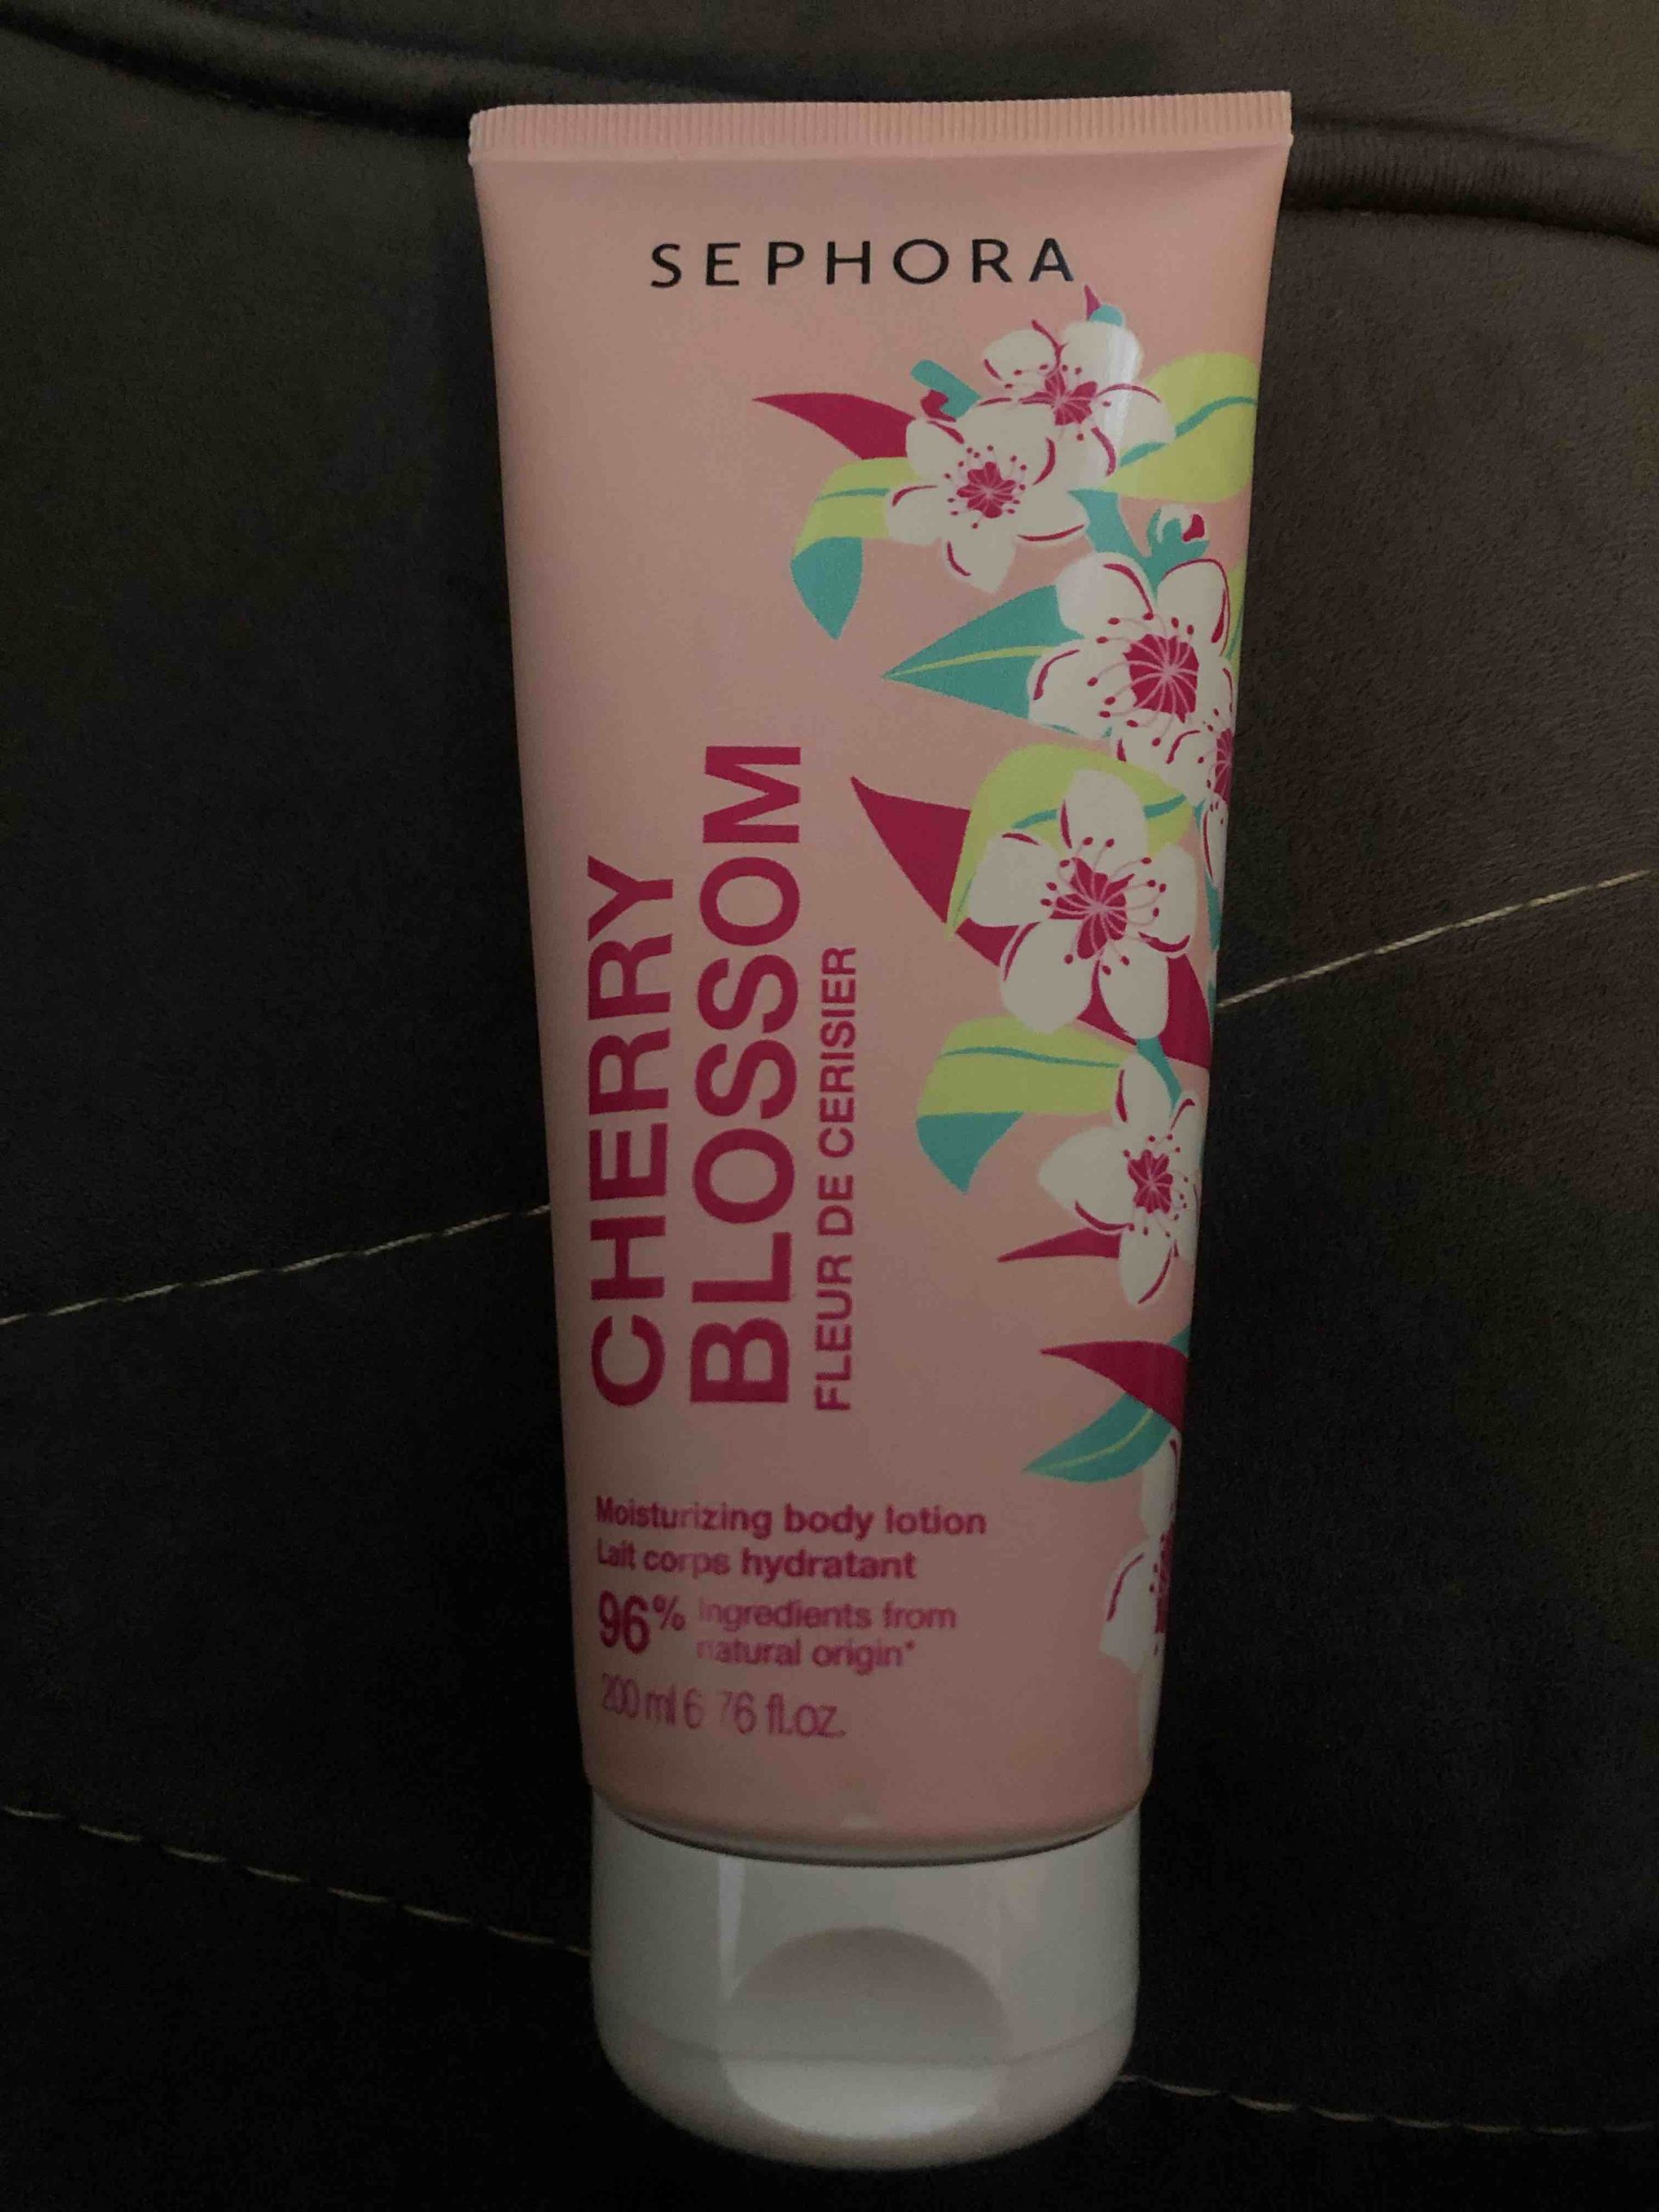 SEPHORA
CHERRY
BLOSSOM
FLEUR DE CERISIER
Moisturizing body lotion
Lait corps hydratant
96% ingredients from
natural origin*
200 ml 6 76 fl.oz.